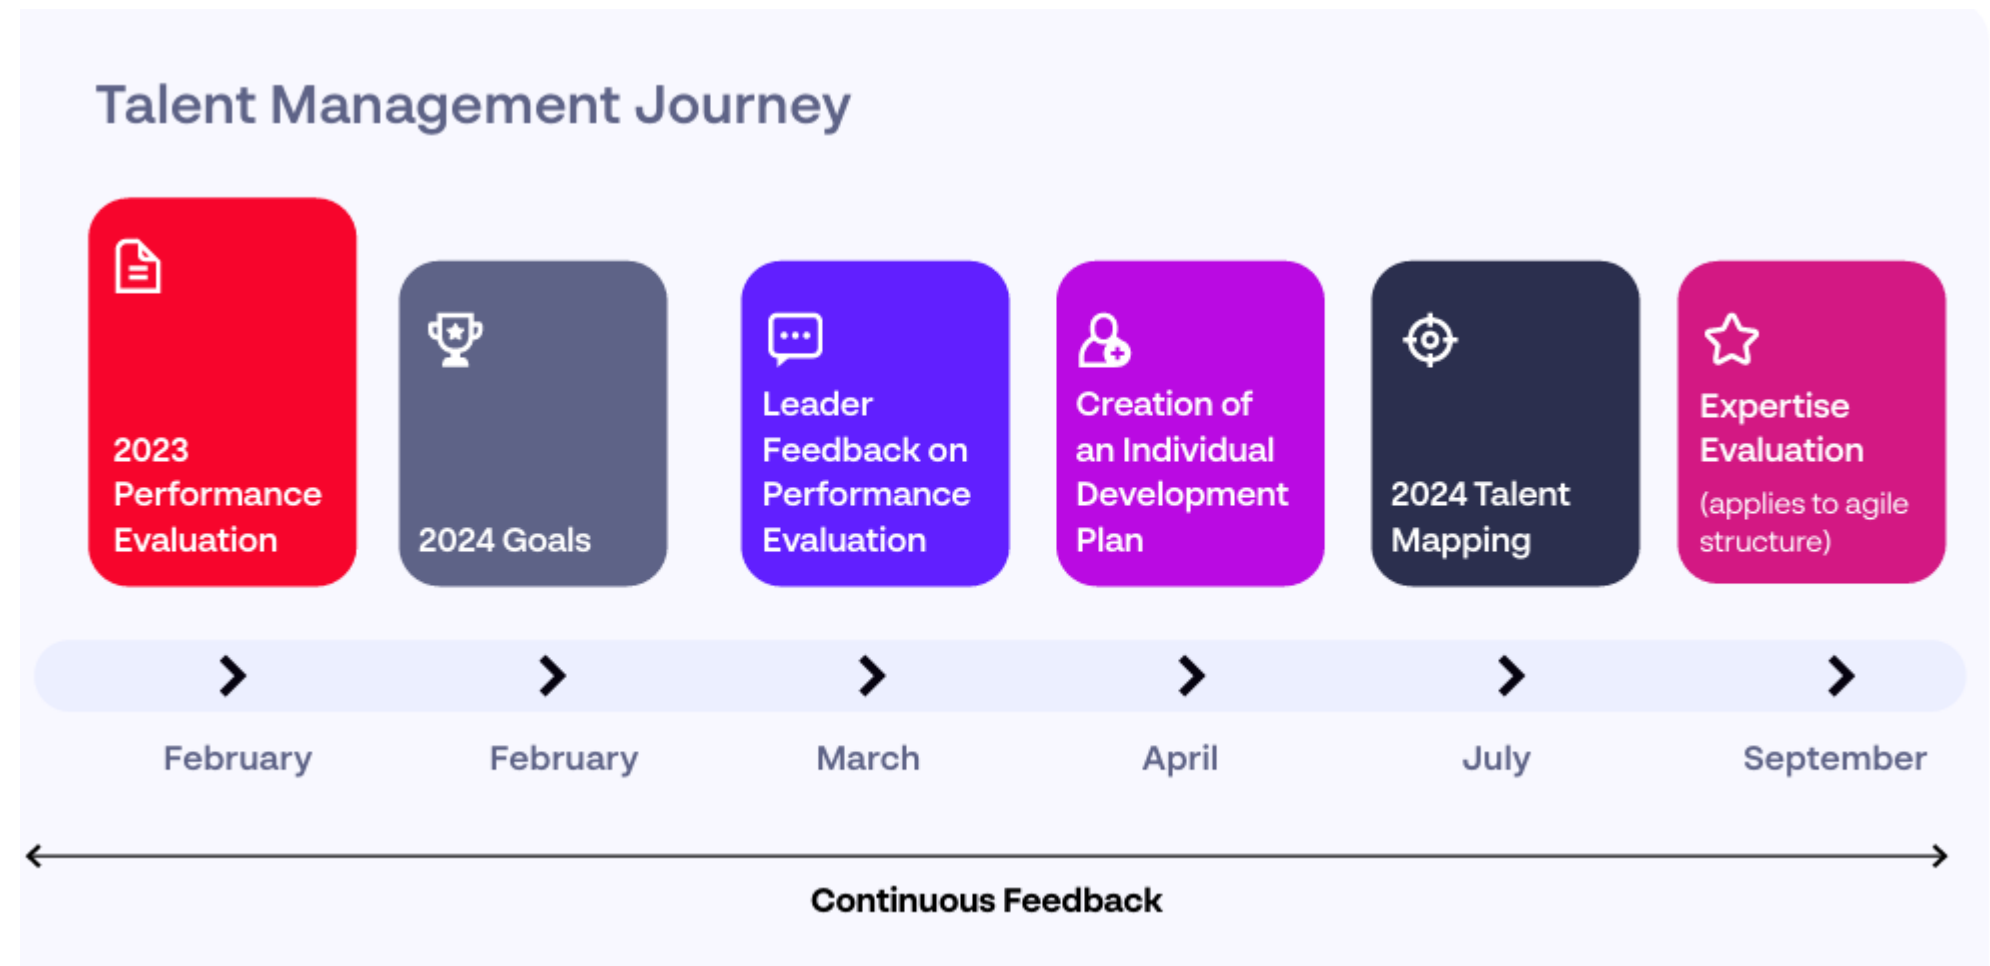 Talent Management Journey
2023
Performance
Evaluation
2024 Goals
Leader
Feedback on
Performance
Evaluation
Creation of
an Individual
Development
Plan
2024 Talent
Mapping
Expertise
Evaluation
(applies to agile
structure)
February
February
March
April
July
September
Continuous Feedback